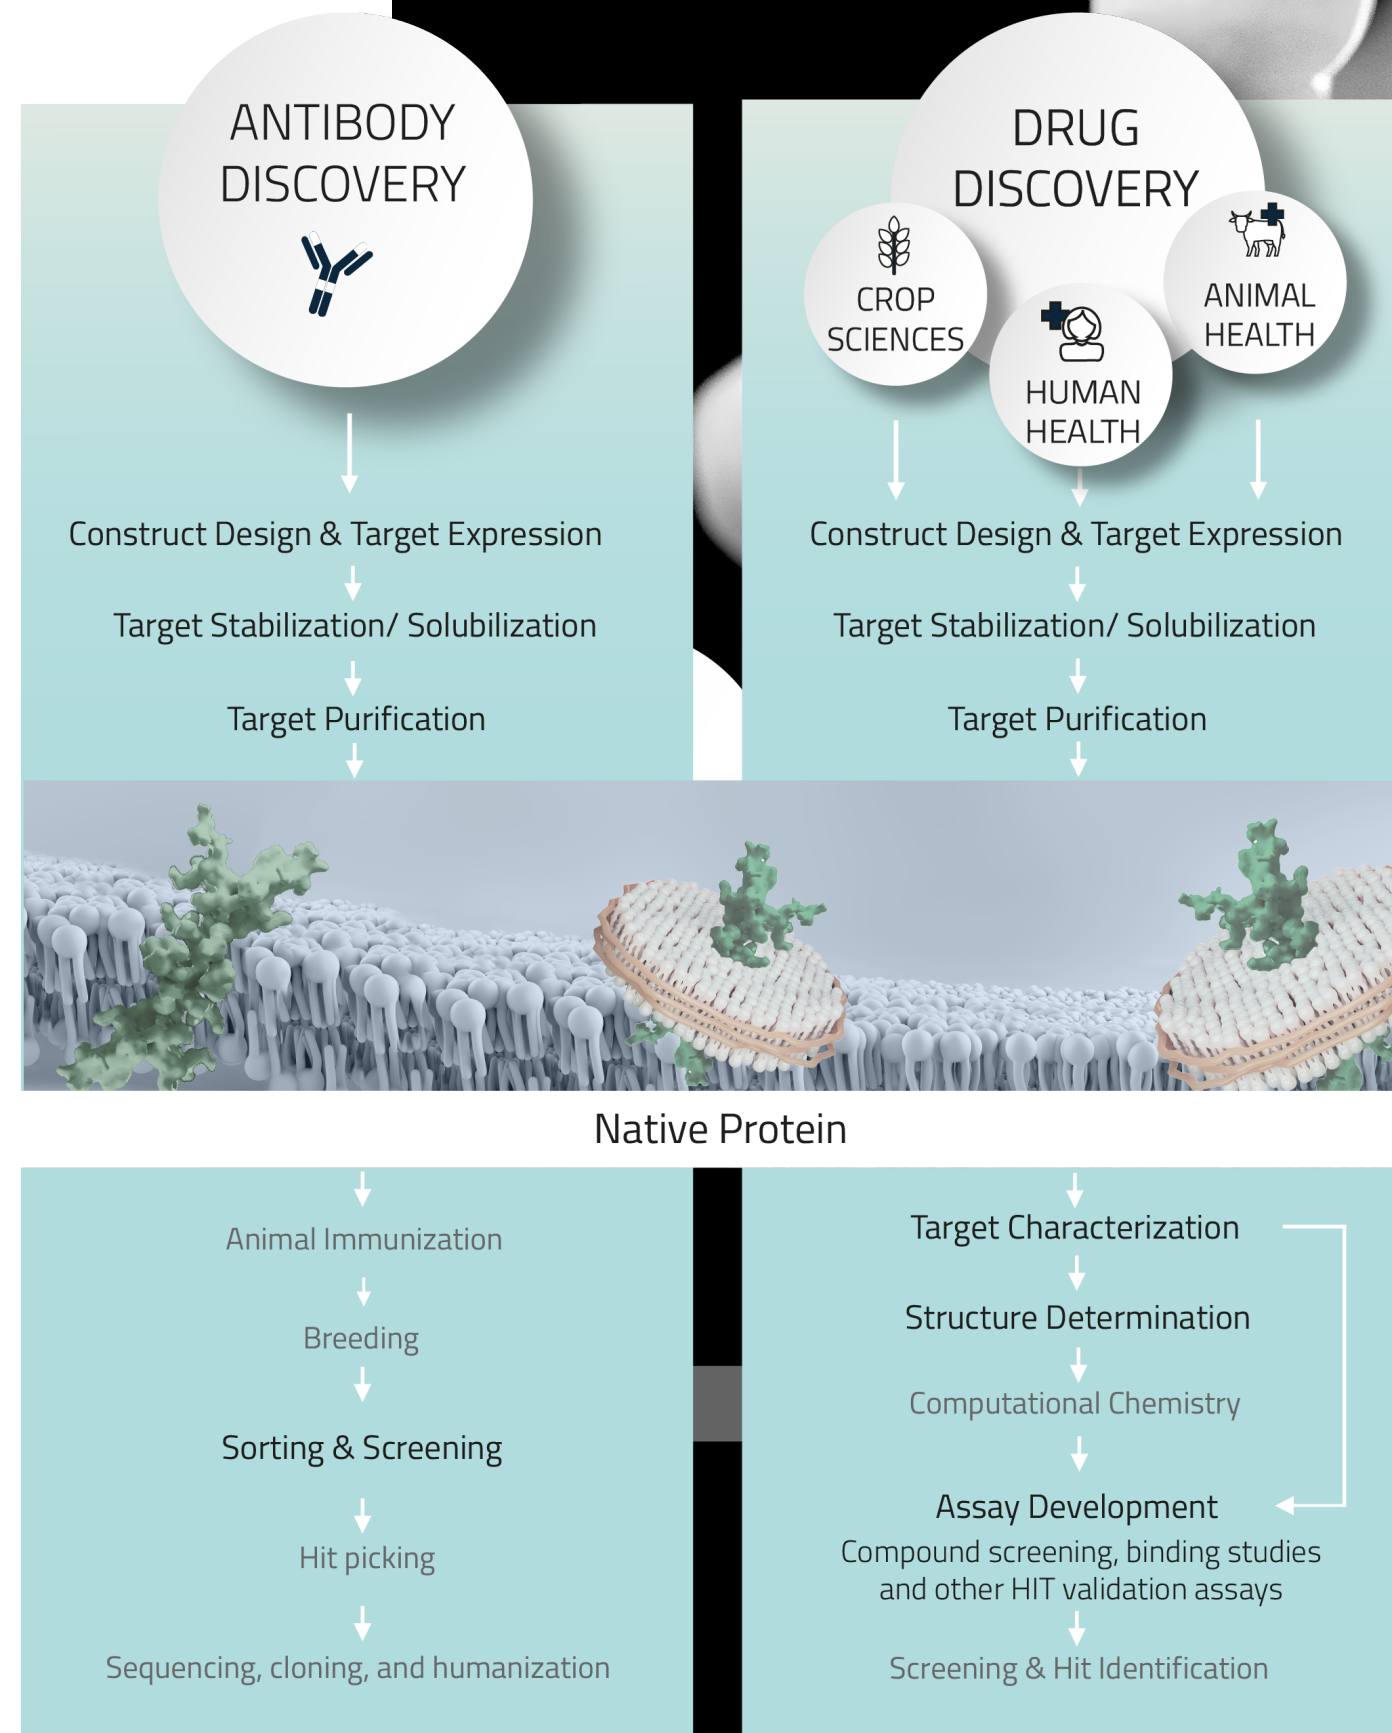 ANTIBODY
DISCOVERY
Construct Design & Target Expression
Target Stabilization/ Solubilization
Target Purification
DRUG
DISCOVERY
CROP
SCIENCES
HUMAN
HEALTH
ANIMAL
HEALTH
Construct Design & Target Expression
Target Stabilization/ Solubilization
Target Purification
Native Protein
Animal Immunization
Breeding
Sorting & Screening
Hit picking
Sequencing, cloning, and humanization
Target Characterization
Structure Determination
Computational Chemistry
Assay Development
Compound screening, binding studies
and other HIT validation assays
Screening & Hit Identification